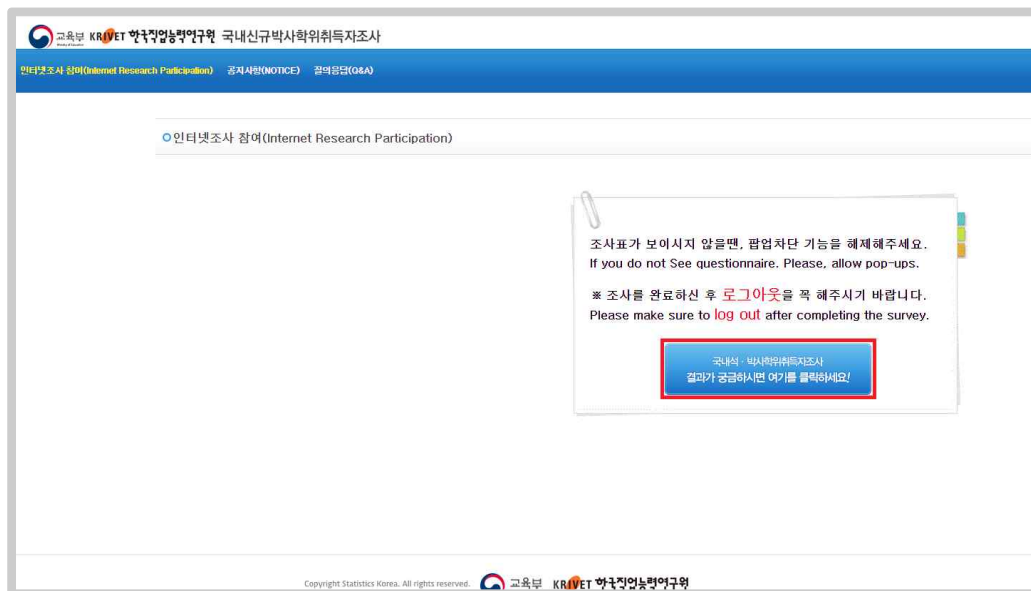 교육부 KRIVET 한국직업능력연구원 국내신규박사학위취득자조사
인터넷조사 참여(Internet Research Participation) 공지사항(NOTICE) 질의응답(Q&A)
인터넷조사 참여(Internet Research Participation)
조사표가 보이시지 않을땐, 팝업차단 기능을 해제해주세요.
If you do not See questionnaire. Please, allow pop-ups.
※ 조사를 완료하신 후 로그아웃을 꼭 해주시기 바랍니다.
Please make sure to log out after completing the survey.
국내석·박사학위취득자조사
결과가 궁금하시면 여기를 클릭하세요!
Copyright Statistics Korea. All rights reserved. 교육부 KRIVET 한국직업능력연구원